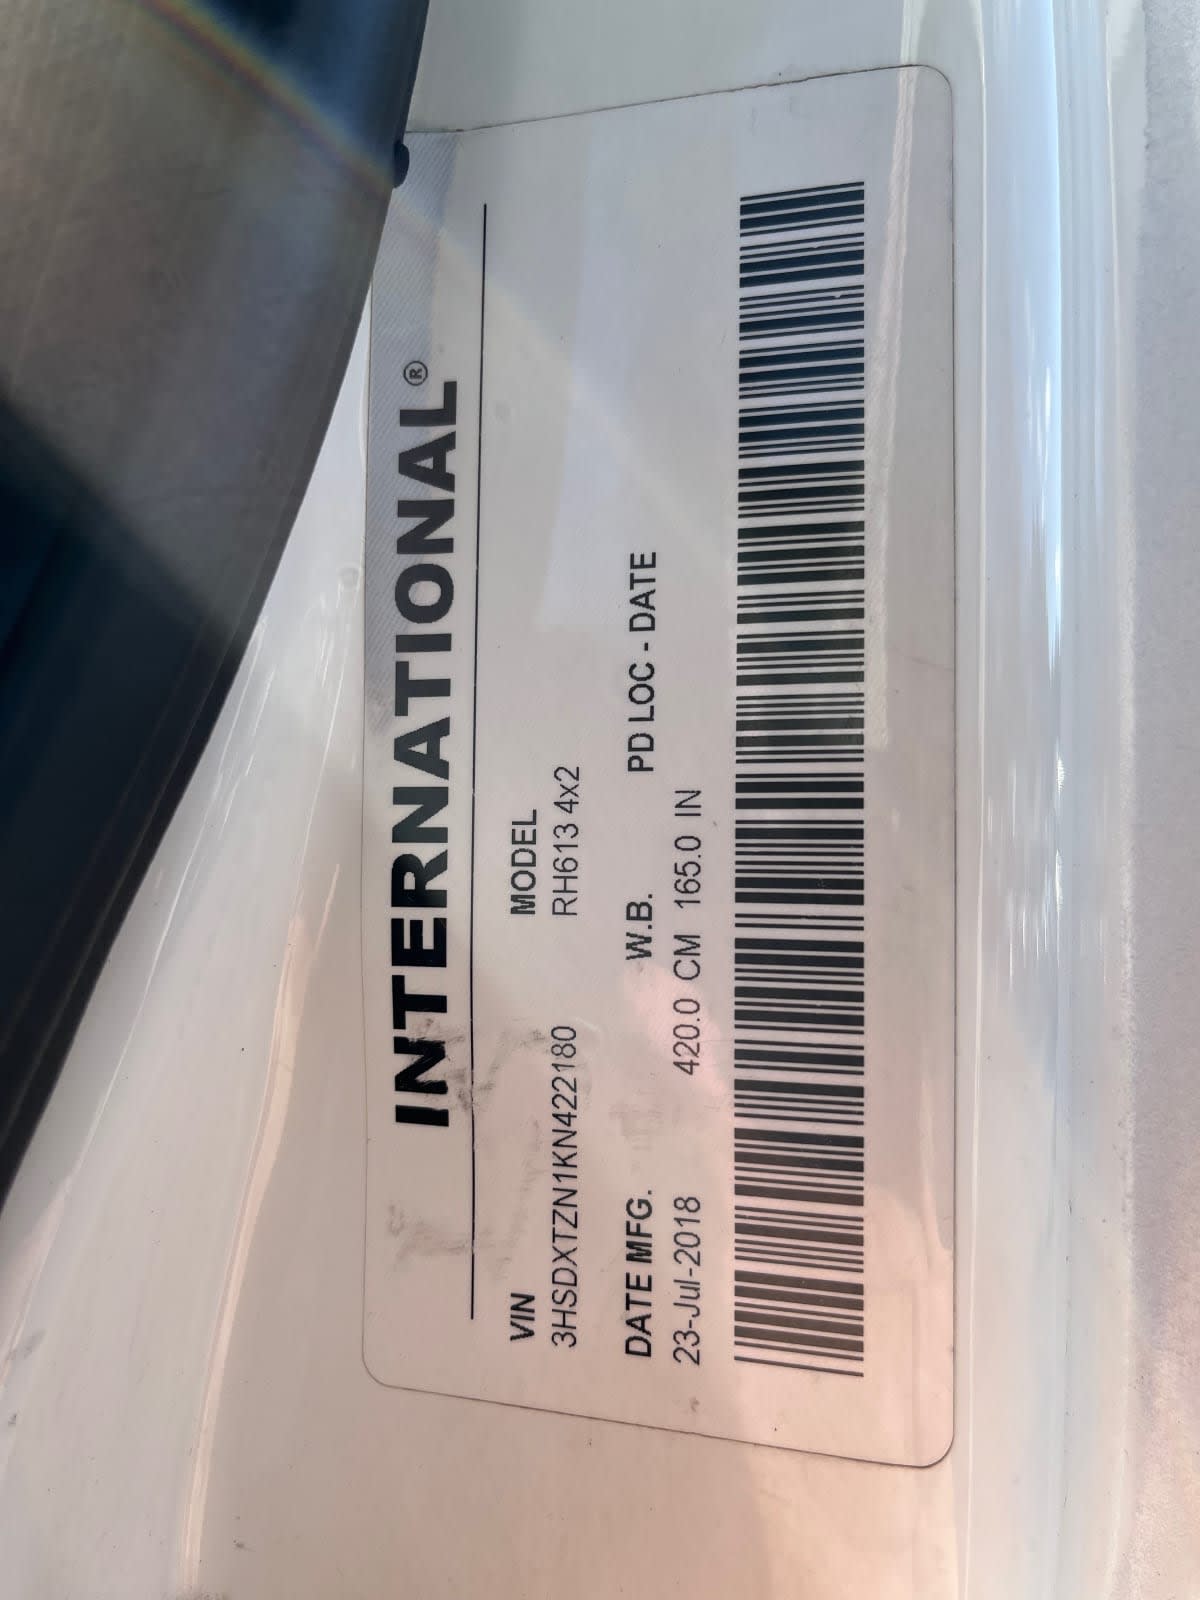 INTERNATIONAL®
VIN MODEL
3HSDXTZN1KN422180 RH613 4x2
DATE MFG. W.B. PD LOC - DATE
23-Jul-2018 420.0 CM 165.0 IN